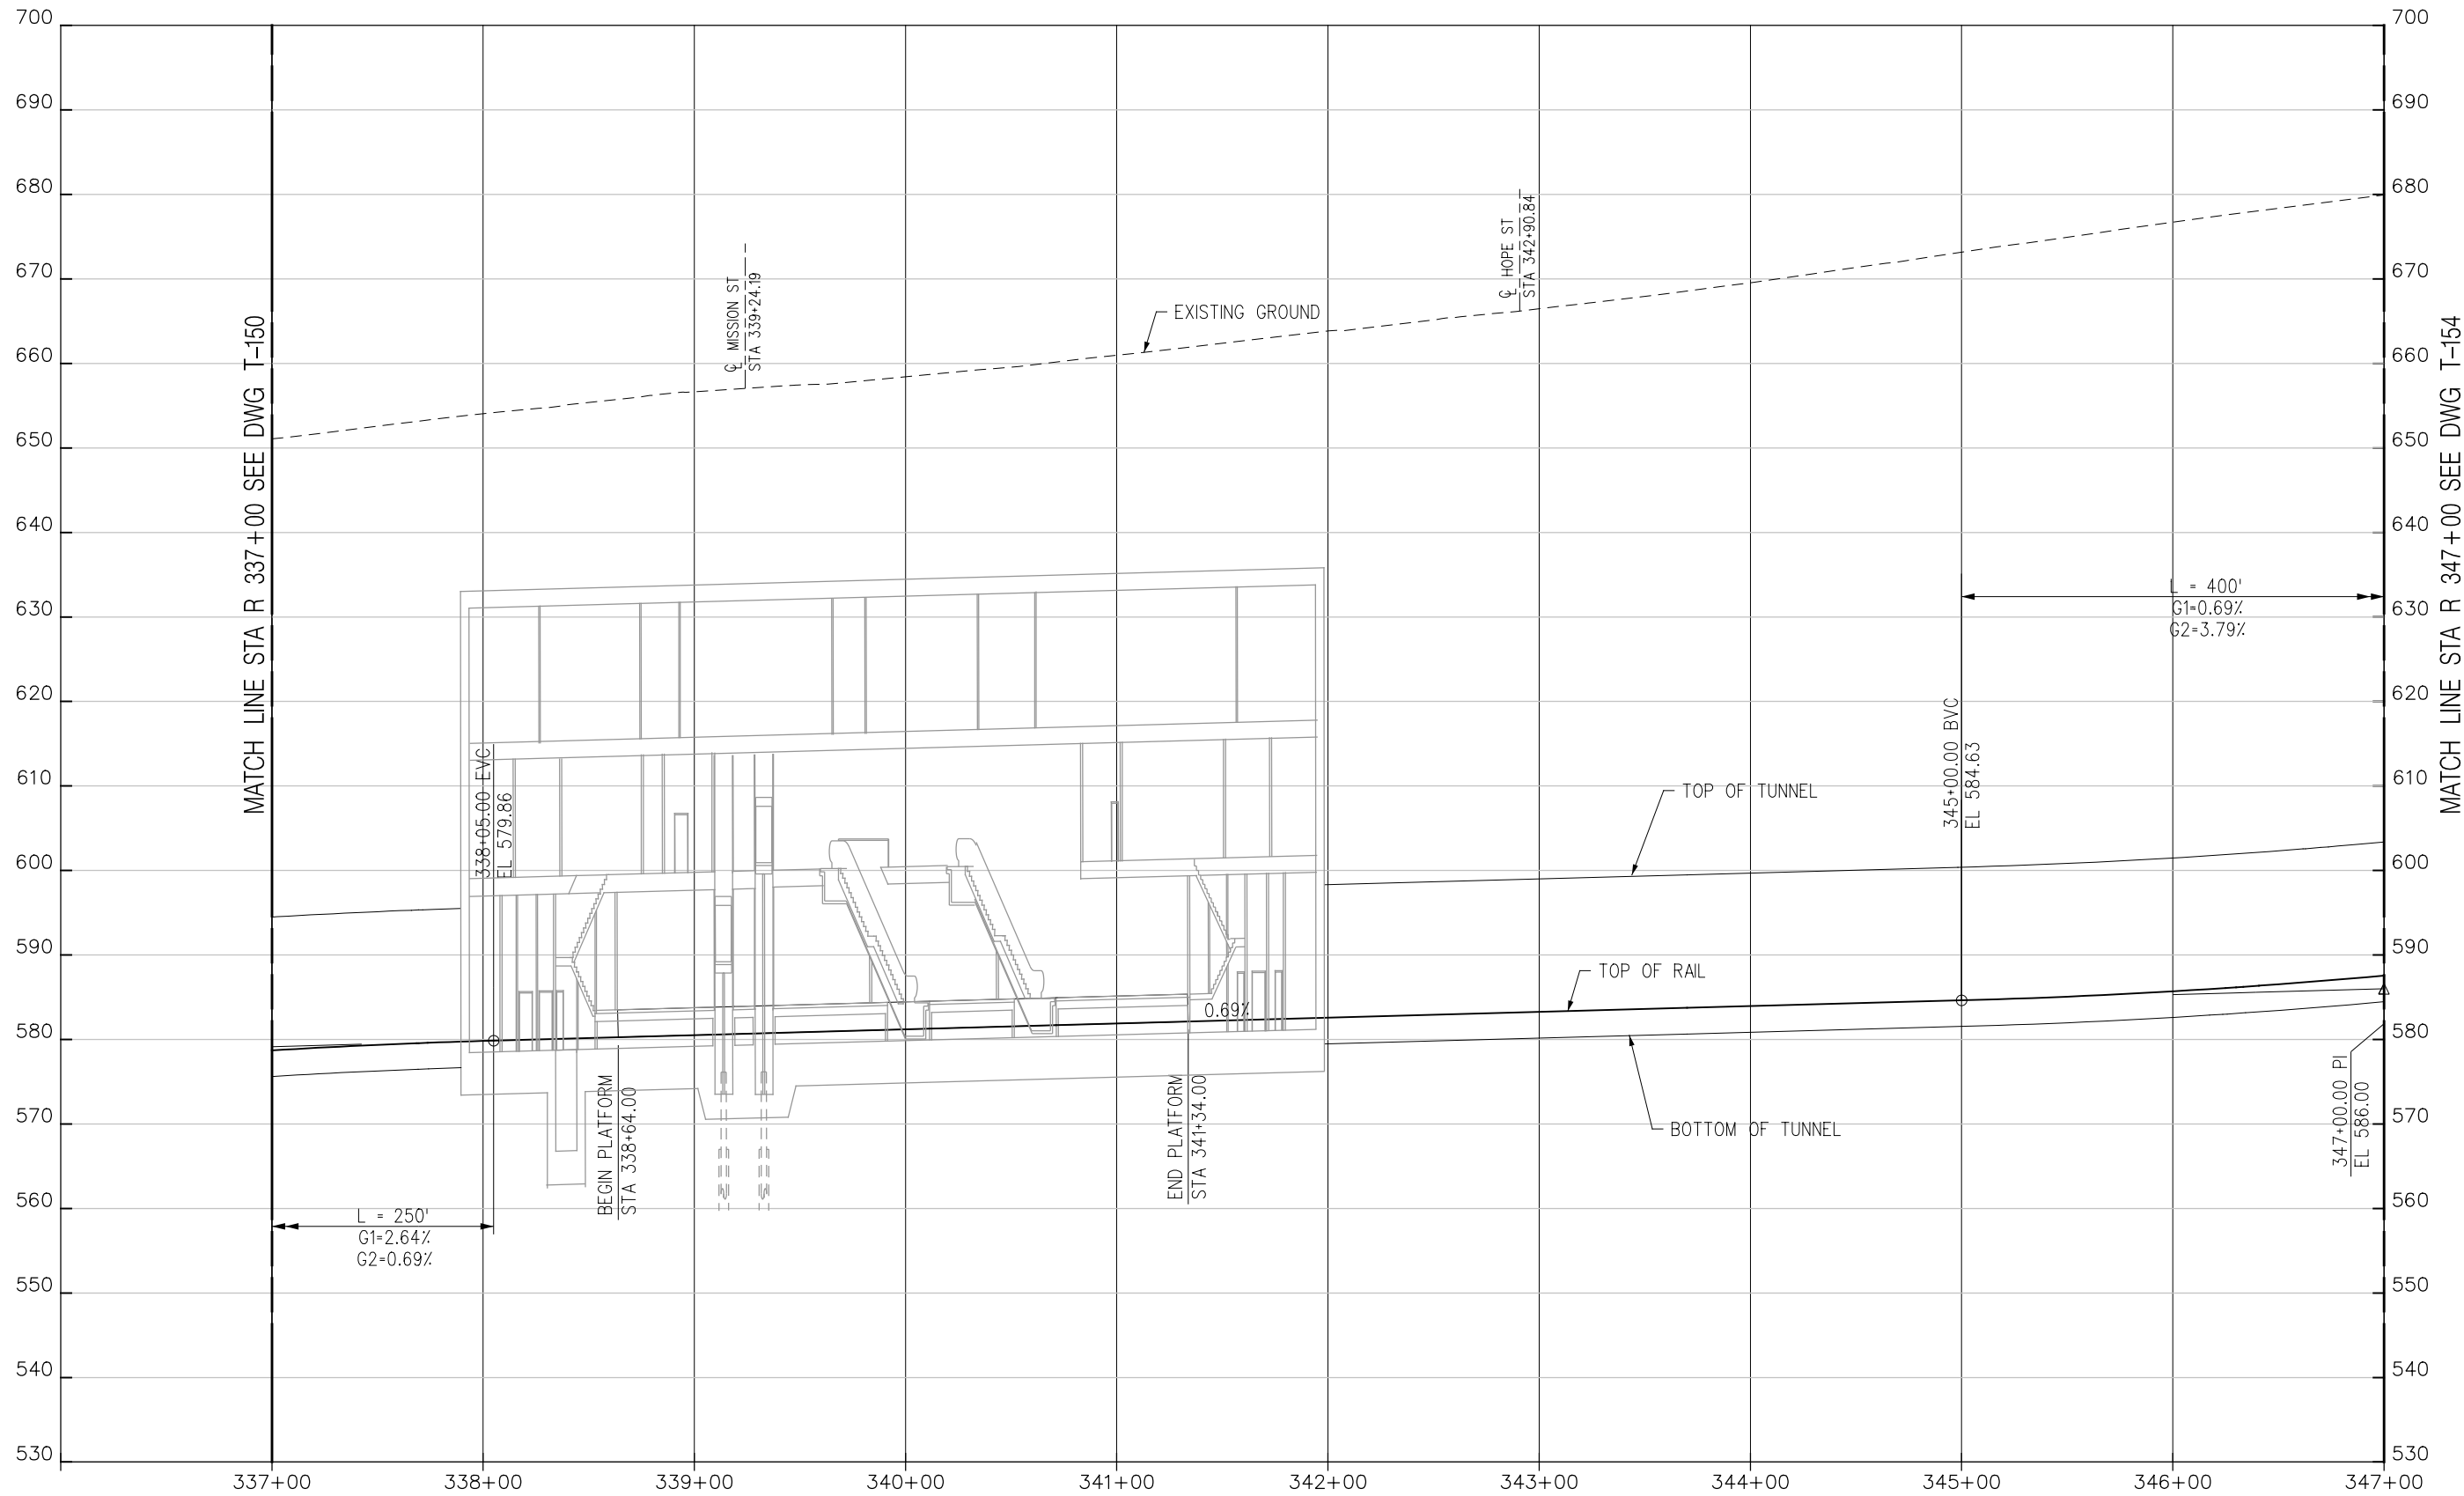 700
690
680
670
660
650
640
630
620
610
600
590
580
570
560
550
540
530
700
690
680
670
660
650
640
630
620
610
600
590
580
570
560
550
540
530
MATCH LINE STA R 337+00 SEE DWG T-150
MATCH LINE STA R 347+00 SEE DWG T-154
℄ MISSION ST
STA 339+24.19
℄ HOPE ST
STA 342+90.84
EXISTING GROUND
L = 400'
G1=0.69%
G2=3.79%
338+05.00 EVC
EL 579.86
345+00.00 BVC
EL 584.63
TOP OF TUNNEL
TOP OF RAIL
0.69%
BOTTOM OF TUNNEL
BEGIN PLATFORM
STA 338+64.00
END PLATFORM
STA 341+34.00
347+00.00 PI
EL 586.00
L = 250'
G1=2.64%
G2=0.69%
337+00
338+00
339+00
340+00
341+00
342+00
343+00
344+00
345+00
346+00
347+00